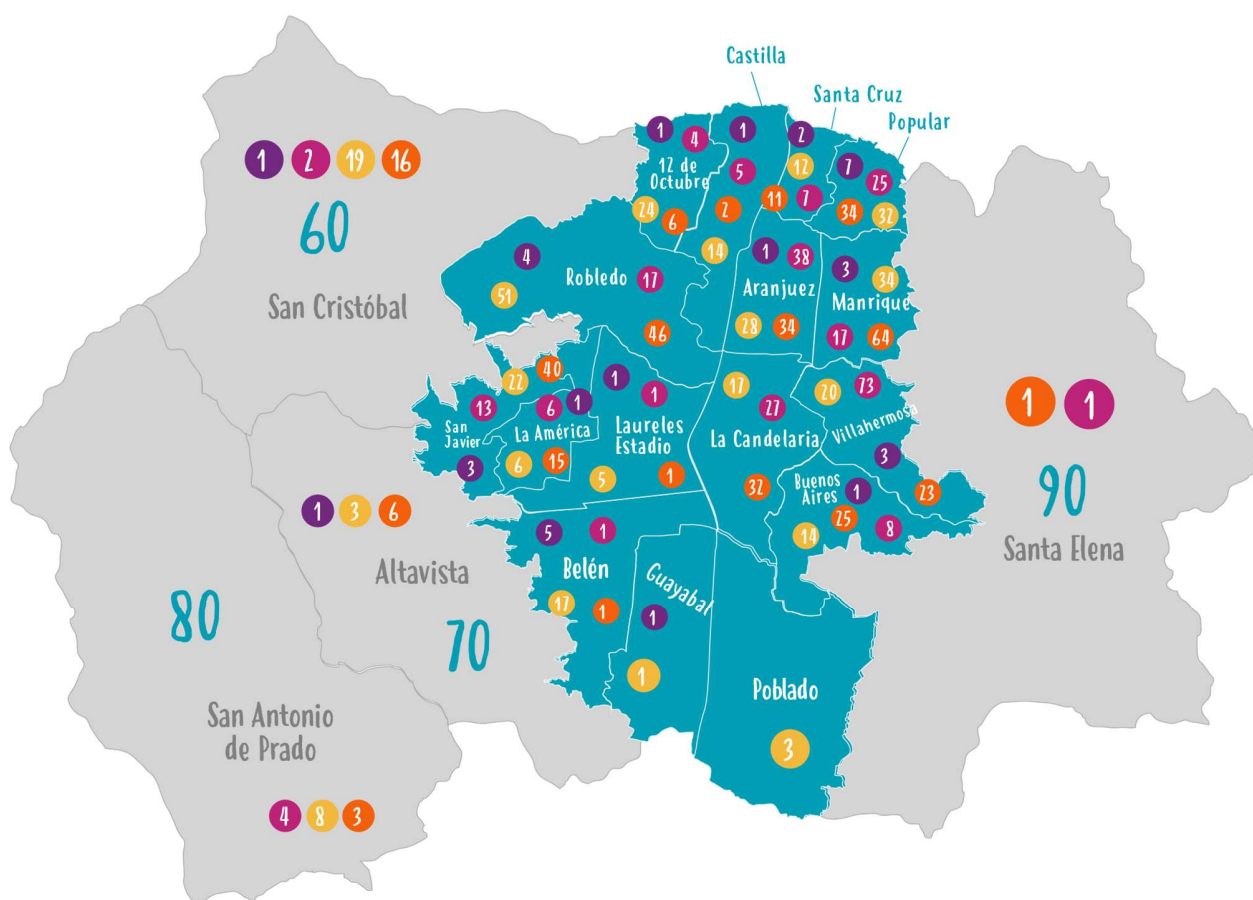 Castilla
Santa Cruz
Popular
1 4 1 2
12 de
Octubre
5 12 7 25
24 6 2 11 7 34 32
1 2 19 16
60
San Cristóbal
4
51
Robledo
17
46
14
1 38
Aranjuez
28 34
3 34
Manrique
17 64
22 40
13
San
Javier
3
6 1
La América
6 15
1 1
Laureles
Estadio
5 1
17
27
La Candelaria
32
20 73
Villahermosa
3
23
Buenos
Aires
1
14 25 8
1 1
90
Santa Elena
1 3 6
Altavista
70
5 1
Belén
17 1
Guayabal
1
1
Poblado
3
80
San Antonio
de Prado
4 8 3